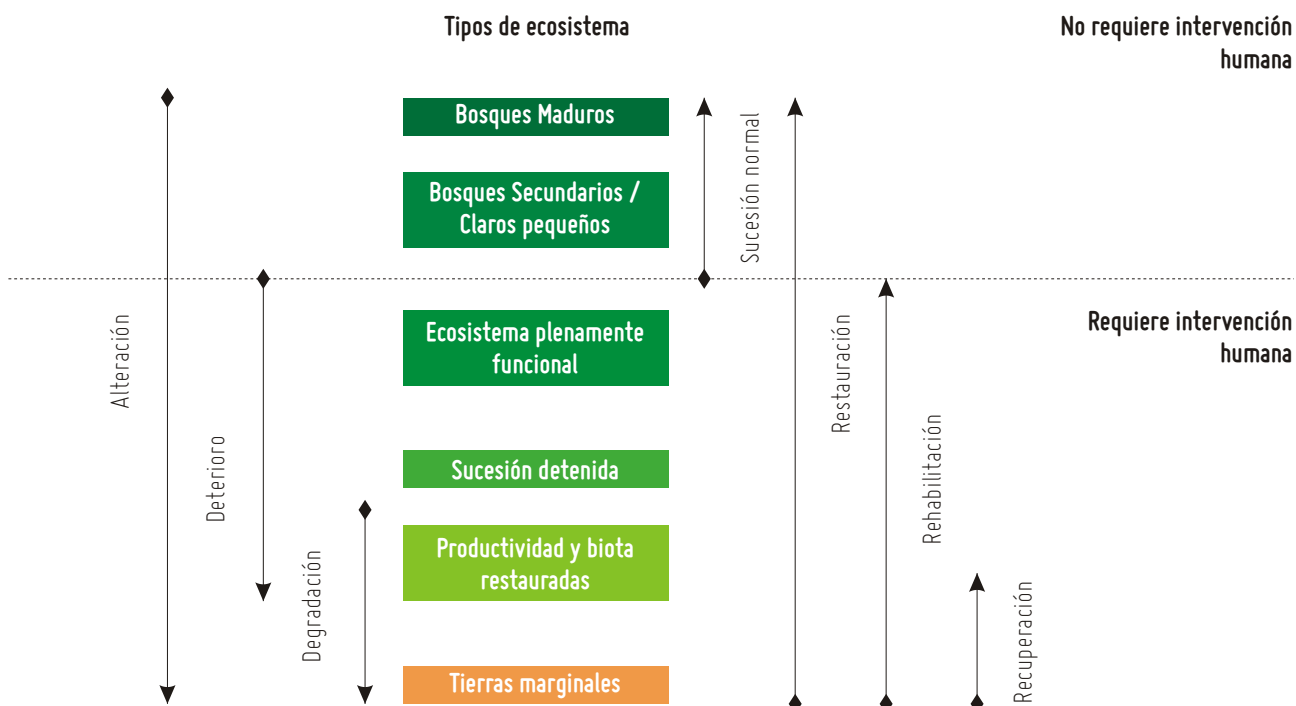 Tipos de ecosistema
No requiere intervención
humana
Bosques Maduros
Bosques Secundarios /
Claros pequeños
Sucesión normal
Alteración
Deterioro
Degradación
Ecosistema plenamente
funcional
Sucesión detenida
Productividad y biota
restauradas
Tierras marginales
Restauración
Rehabilitación
Recuperación
Requiere intervención
humana